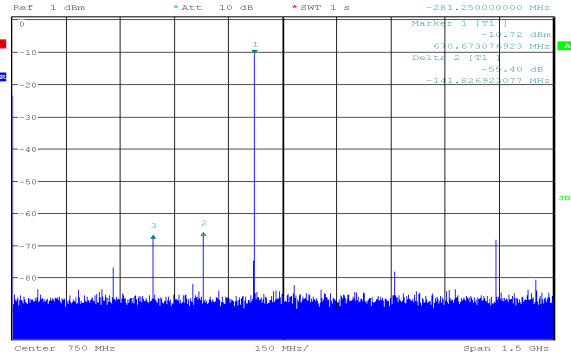 Ref 1 dBm *Att 10 dB *SWT 1 s -281.250000000 MHz
Marker 1 [T1 ]
-10.72 dBm
670.673076923 MHz
Delta 2 [T1 ]
-55.40 dB
-141.826923077 MHz
A
0
-10
-20
-30
-40
-50
-60
-70
-80
1
2
3
3D
Center 750 MHz 150 MHz/ Span 1.5 GHz